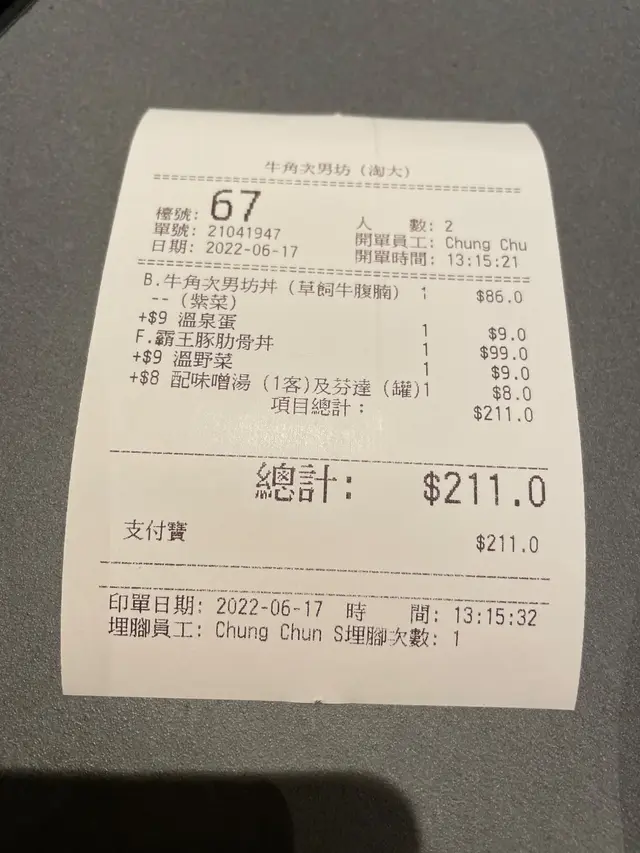 牛角次男坊 (淘大)
檯號: 67 人 數: 2
單號: 21041947 開單員工: Chung Chu
日期: 2022-06-17 開單時間: 13:15:21
B.牛角次男坊丼 (草飼牛腹腩) 1 $86.0
-- (紫菜)
+$9 溫泉蛋 1 $9.0
F.霸王豚肋骨丼 1 $99.0
+$9 溫野菜 1 $9.0
+$8 配味噌湯 (1客)及芬達 (罐)1 $8.0
項目總計: $211.0
總計: $211.0
支付寶 $211.0
印單日期: 2022-06-17 時 間: 13:15:32
埋腳員工: Chung Chun S埋腳次數: 1